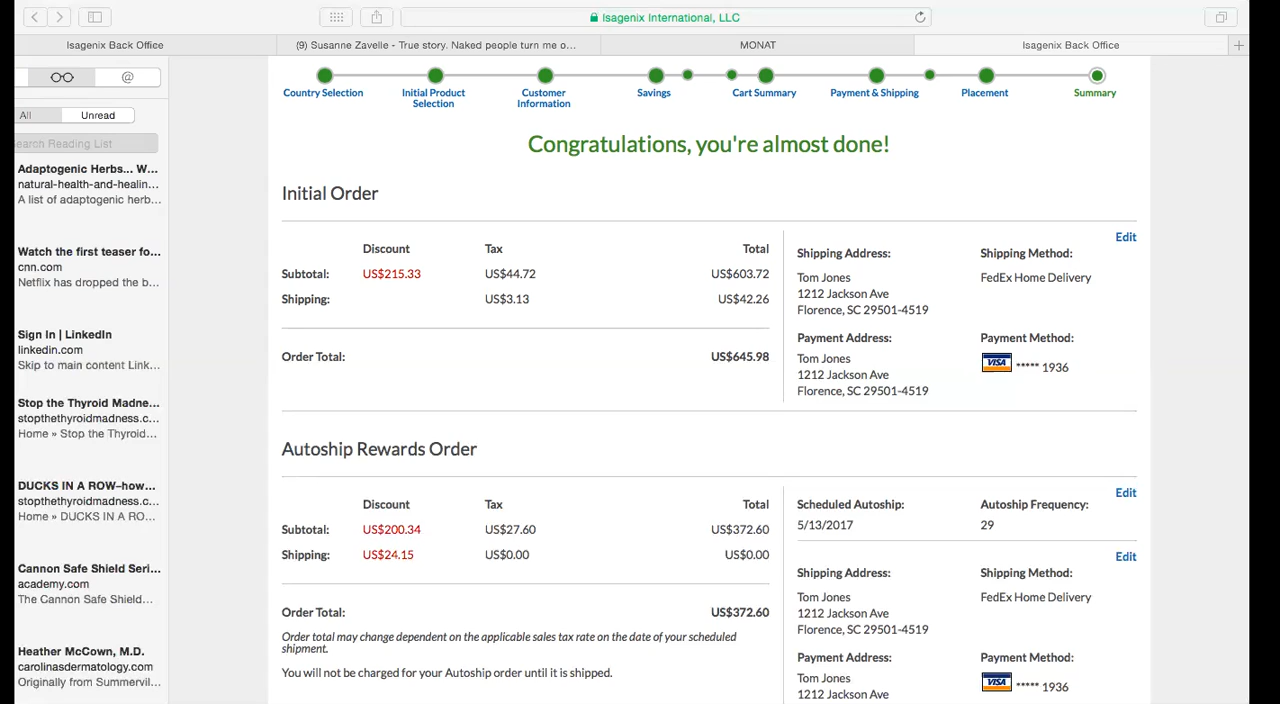 Isagenix International, LLC
Isagenix Back Office
(9) Susanne Zavelle - True story. Naked people turn me o...
MONAT
Isagenix Back Office
@
All
Unread
Search Reading List
Adaptogenic Herbs... W...
natural-health-and-healin...
A list of adaptogenic herb...
Watch the first teaser fo...
cnn.com
Netflix has dropped the b...
Sign In | LinkedIn
linkedin.com
Skip to main content Link...
Stop the Thyroid Madne...
stopthethyroidmadness.c...
Home » Stop the Thyroid...
DUCKS IN A ROW–how...
stopthethyroidmadness.c...
Home » DUCKS IN A RO...
Cannon Safe Shield Seri...
academy.com
The Cannon Safe Shield...
Heather McCown, M.D.
carolinasdermatology.com
Originally from Summervil...
Country Selection
Initial Product
Selection
Customer
Information
Savings
Cart Summary
Payment & Shipping
Placement
Summary
Congratulations, you're almost done!
Initial Order
Discount Tax Total
Subtotal: US$215.33 US$44.72 US$603.72
Shipping: US$3.13 US$42.26
Order Total: US$645.98
Edit
Shipping Address:
Tom Jones
1212 Jackson Ave
Florence, SC 29501-4519
Shipping Method:
FedEx Home Delivery
Payment Address:
Tom Jones
1212 Jackson Ave
Florence, SC 29501-4519
Payment Method:
VISA ***** 1936
Autoship Rewards Order
Discount Tax Total
Subtotal: US$200.34 US$27.60 US$372.60
Shipping: US$24.15 US$0.00 US$0.00
Order Total: US$372.60
Order total may change dependent on the applicable sales tax rate on the date of your scheduled
shipment.
You will not be charged for your Autoship order until it is shipped.
Edit
Scheduled Autoship:
5/13/2017
Autoship Frequency:
29
Edit
Shipping Address:
Tom Jones
1212 Jackson Ave
Florence, SC 29501-4519
Shipping Method:
FedEx Home Delivery
Payment Address:
Tom Jones
1212 Jackson Ave
Payment Method:
VISA ***** 1936